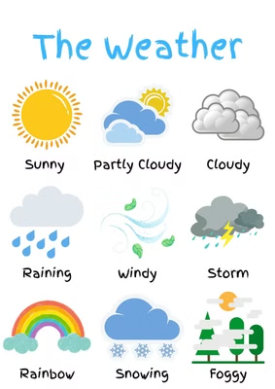 The Weather
Sunny Partly Cloudy Cloudy
Raining Windy Storm
Rainbow Snowing Foggy